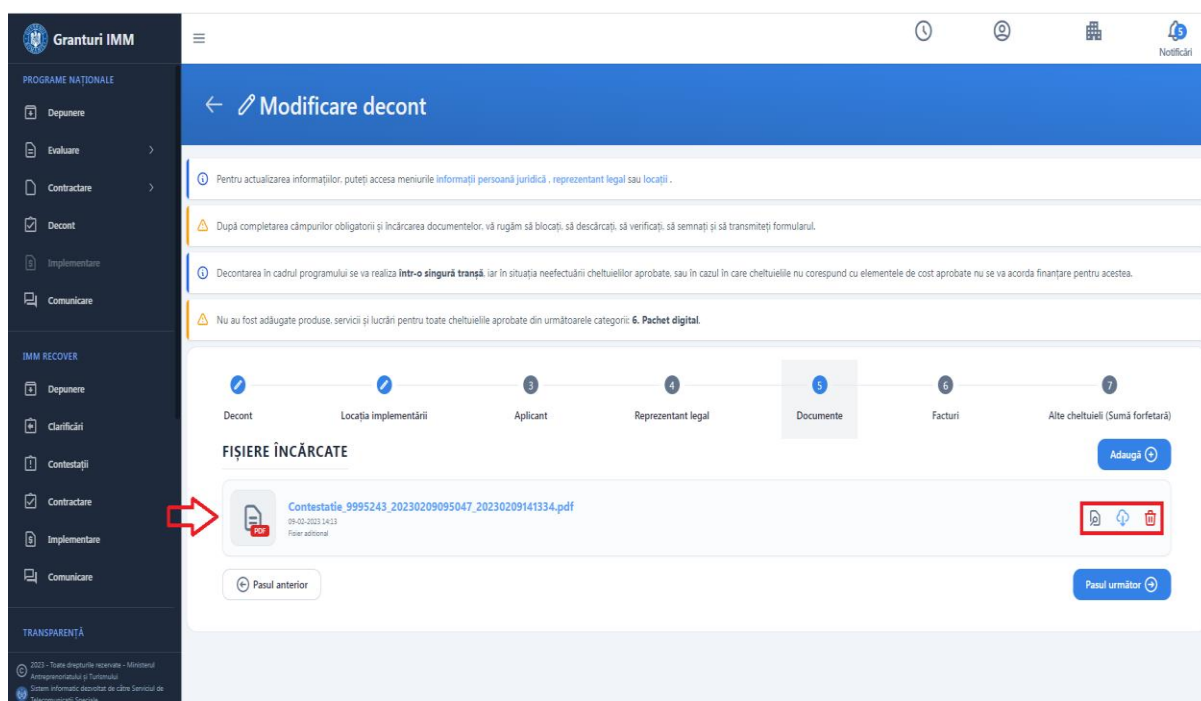 Granturi IMM
5
Notificări
PROGRAME NAȚIONALE
Depunere
Evaluare
Contractare
Decont
Implementare
Comunicare
IMM RECOVER
Depunere
Clarificări
Contestații
Contractare
Implementare
Comunicare
TRANSPARENȚĂ
2023 - Toate drepturile rezervate - Ministerul
Antreprenoriatului și Turismului
Sistem informatic dezvoltat de către Serviciul de
Telecomunicații Speciale
Modificare decont
Pentru actualizarea informațiilor, puteți accesa meniurile informații persoană juridică , reprezentant legal sau locații .
După completarea câmpurilor obligatorii și încărcarea documentelor, vă rugăm să blocați, să descărcați, să verificați, să semnați și să transmiteți formularul.
Decontarea în cadrul programului se va realiza într-o singură tranșă, iar în situația neefectuării cheltuielilor aprobate, sau în cazul în care cheltuielile nu corespund cu elementele de cost aprobate nu se va acorda finanțare pentru acestea.
Nu au fost adăugate produse, servicii și lucrări pentru toate cheltuielile aprobate din următoarele categorii: 6. Pachet digital.
3
4
5
6
7
Decont
Locația implementării
Aplicant
Reprezentant legal
Documente
Facturi
Alte cheltuieli (Sumă forfetară)
FIȘIERE ÎNCĂRCATE
Adaugă
PDF
Contestatie_9995243_20230209095047_20230209141334.pdf
09-02-2023 14:13
Fisier aditional
Pasul anterior
Pasul următor